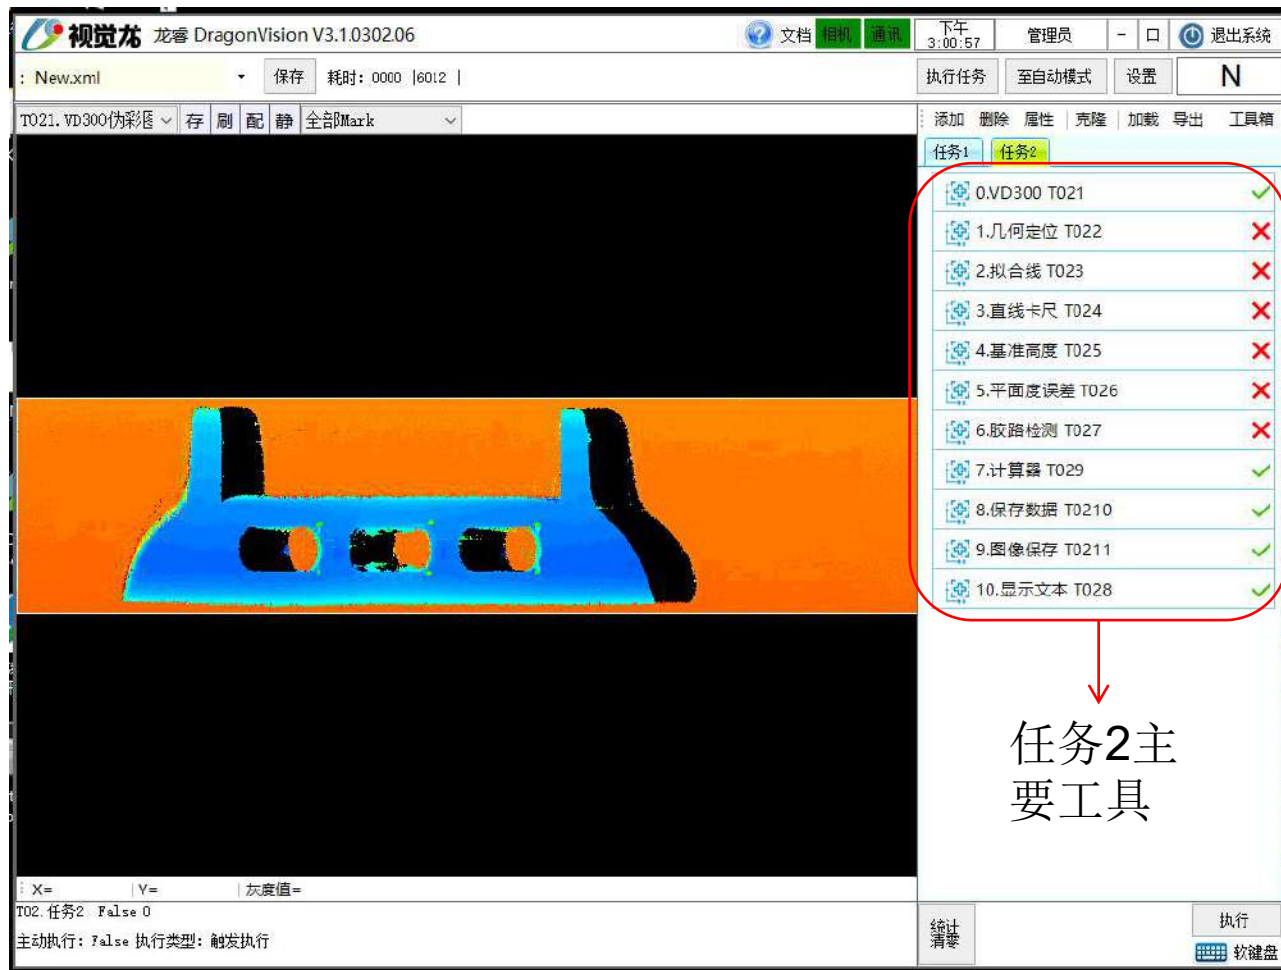 视觉龙 龙睿 DragonVision V3.1.0302.06 文档 相机 通讯 下午 3:00:57 管理员 - 口 退出系统
: New.xml 保存 耗时: 0000 |6012 | 执行任务 至自动模式 设置 N
T021.VD300伪彩图 存 刷 配 静 全部Mark 添加 删除 属性 克隆 加载 导出 工具箱
任务1 任务2
0.VD300 T021
1.几何定位 T022
2.拟合线 T023
3.直线卡尺 T024
4.基准高度 T025
5.平面度误差 T026
6.胶路检测 T027
7.计算器 T029
8.保存数据 T0210
9.图像保存 T0211
10.显示文本 T028
任务2主
要工具
X= Y= 灰度值=
T02.任务2 False 0
主动执行: False 执行类型: 触发执行
统计
清零
执行
软键盘